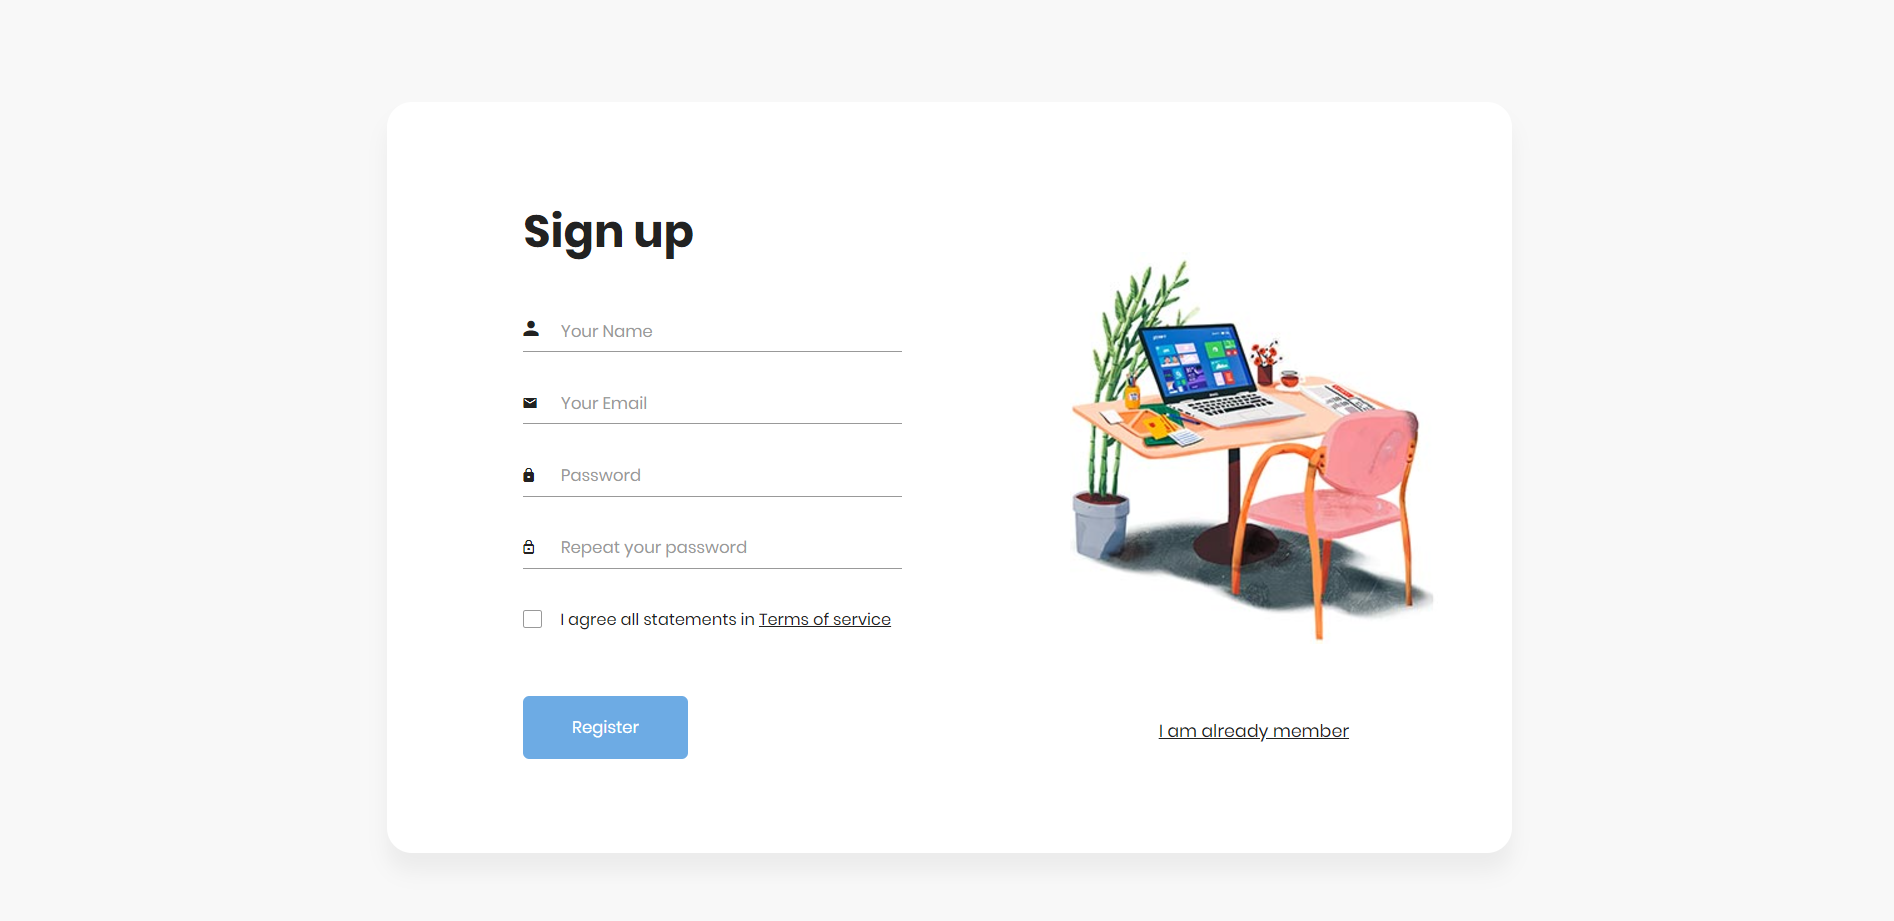 Sign up
Your Name
Your Email
Password
Repeat your password
I agree all statements in Terms of service
Register
I am already member